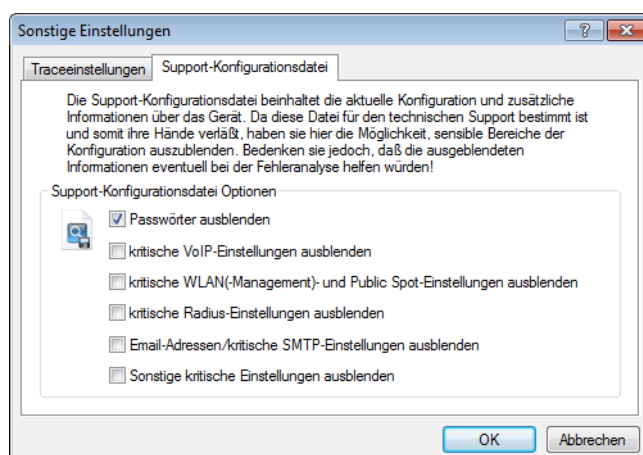 Sonstige Einstellungen
Traceeinstellungen Support-Konfigurationsdatei
Die Support-Konfigurationsdatei beinhaltet die aktuelle Konfiguration und zusätzliche
Informationen über das Gerät. Da diese Datei für den technischen Support bestimmt ist
und somit ihre Hände verläßt, haben sie hier die Möglichkeit, sensible Bereiche der
Konfiguration auszublenden. Bedenken sie jedoch, daß die ausgeblendeten
Informationen eventuell bei der Fehleranalyse helfen würden!
Support-Konfigurationsdatei Optionen
Passwörter ausblenden
kritische VoIP-Einstellungen ausblenden
kritische WLAN(-Management)- und Public Spot-Einstellungen ausblenden
kritische Radius-Einstellungen ausblenden
Email-Adressen/kritische SMTP-Einstellungen ausblenden
Sonstige kritische Einstellungen ausblenden
OK Abbrechen